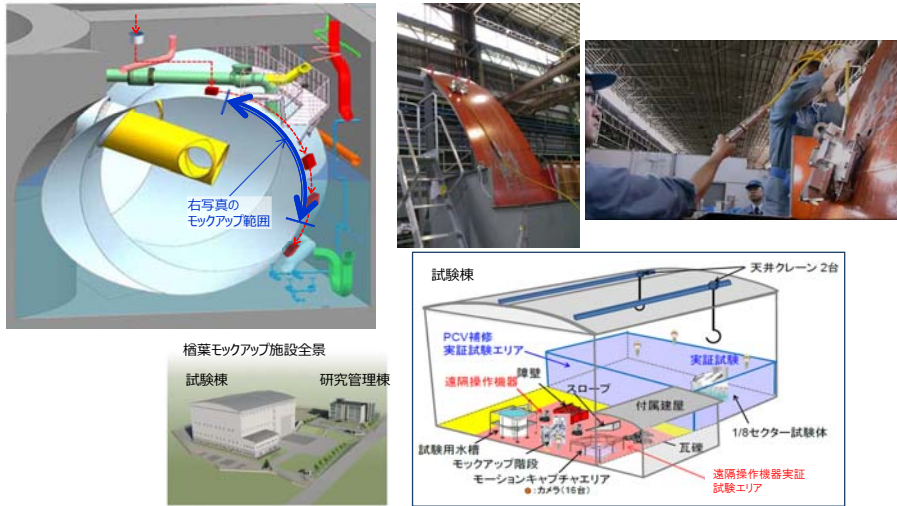 右写真の
モックアップ範囲
楢葉モックアップ施設全景
試験棟
研究管理棟
試験棟
天井クレーン 2台
PCV補修
実証試験エリア
実証試験
障壁
遠隔操作機器
スロープ
付属建屋
1/8セクター試験体
試験用水槽
瓦礫
モックアップ階段
モーションキャプチャエリア
●:カメラ(16台)
遠隔操作機器実証
試験エリア